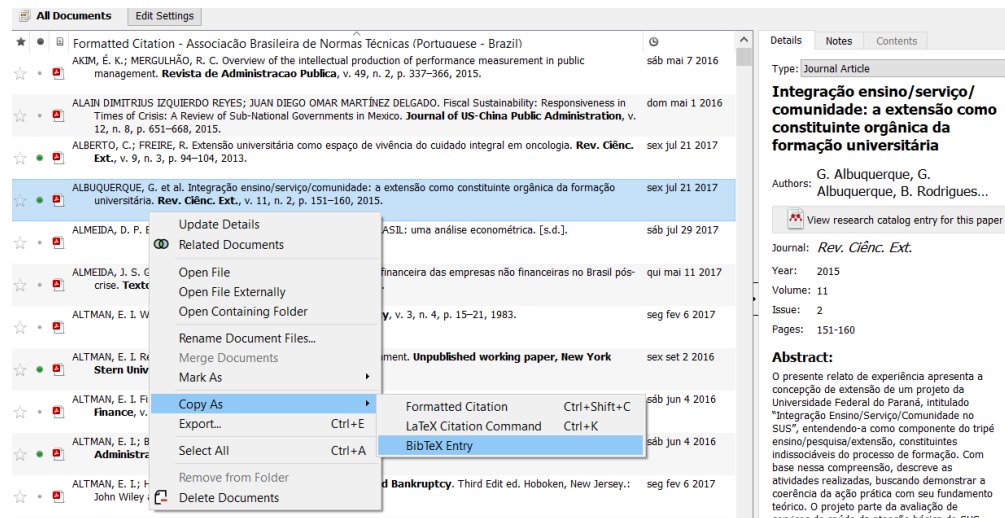 All Documents
Edit Settings
Formatted Citation - Associacão Brasileira de Normas Técnicas (Portuguese - Brazil)
AKIM, É. K.; MERGULHÃO, R. C. Overview of the intellectual production of performance measurement in public
management. Revista de Administracao Publica, v. 49, n. 2, p. 337–366, 2015.
sáb mai 7 2016
ALAIN DIMITRIUS IZQUIERDO REYES; JUAN DIEGO OMAR MARTÍNEZ DELGADO. Fiscal Sustainability: Responsiveness in
Times of Crisis: A Review of Sub-National Governments in Mexico. Journal of US-China Public Administration, v.
12, n. 8, p. 651–668, 2015.
dom mai 1 2016
ALBERTO, C.; FREIRE, R. Extensão universitária como espaço de vivência do cuidado integral em oncologia. Rev. Ciênc.
Ext., v. 9, n. 3, p. 94–104, 2013.
sex jul 21 2017
ALBUQUERQUE, G. et al. Integração ensino/serviço/comunidade: a extensão como constituinte orgânica da formação
universitária. Rev. Ciênc. Ext., v. 11, n. 2, p. 151–160, 2015.
sex jul 21 2017
ALMEIDA, D. P.
ASIL: uma análise econométrica. [s.d.].
sáb jul 29 2017
ALMEIDA, J. S. G
financeira das empresas não financeiras no Brasil pós-
crise. Texto
qui mai 11 2017
ALTMAN, E. I. W
y, v. 3, n. 4, p. 15–21, 1983.
seg fev 6 2017
ALTMAN, E. I. Re
ment. Unpublished working paper, New York
Stern Univ
sex set 2 2016
ALTMAN, E. I. Fi
Finance, v.
sáb jun 4 2016
ALTMAN, E. I.; B
Administra
sáb jun 4 2016
ALTMAN, E. I.; H
d Bankruptcy. Third Edit ed. Hoboken, New Jersey.:
John Wiley
seg fev 6 2017
Update Details
Related Documents
Open File
Open File Externally
Open Containing Folder
Rename Document Files...
Merge Documents
Mark As
Copy As
Export... Ctrl+E
Select All Ctrl+A
Remove from Folder
Delete Documents
Formatted Citation Ctrl+Shift+C
LaTeX Citation Command Ctrl+K
BibTeX Entry
Details Notes Contents
Type: Journal Article
Integração ensino/serviço/
comunidade: a extensão como
constituinte orgânica da
formação universitária
Authors: G. Albuquerque, G.
Albuquerque, B. Rodrigues...
View research catalog entry for this paper
Journal: Rev. Ciênc. Ext.
Year: 2015
Volume: 11
Issue: 2
Pages: 151-160
Abstract:
O presente relato de experiência apresenta a
concepção de extensão de um projeto da
Universidade Federal do Paraná, intitulado
"Integração Ensino/Serviço/Comunidade no
SUS", entendendo-a como componente do tripé
ensino/pesquisa/extensão, constituintes
indissociáveis do processo de formação. Com
base nessa compreensão, descreve as
atividades realizadas, buscando demonstrar a
coerência da ação prática com seu fundamento
teórico. O projeto parte da avaliação de